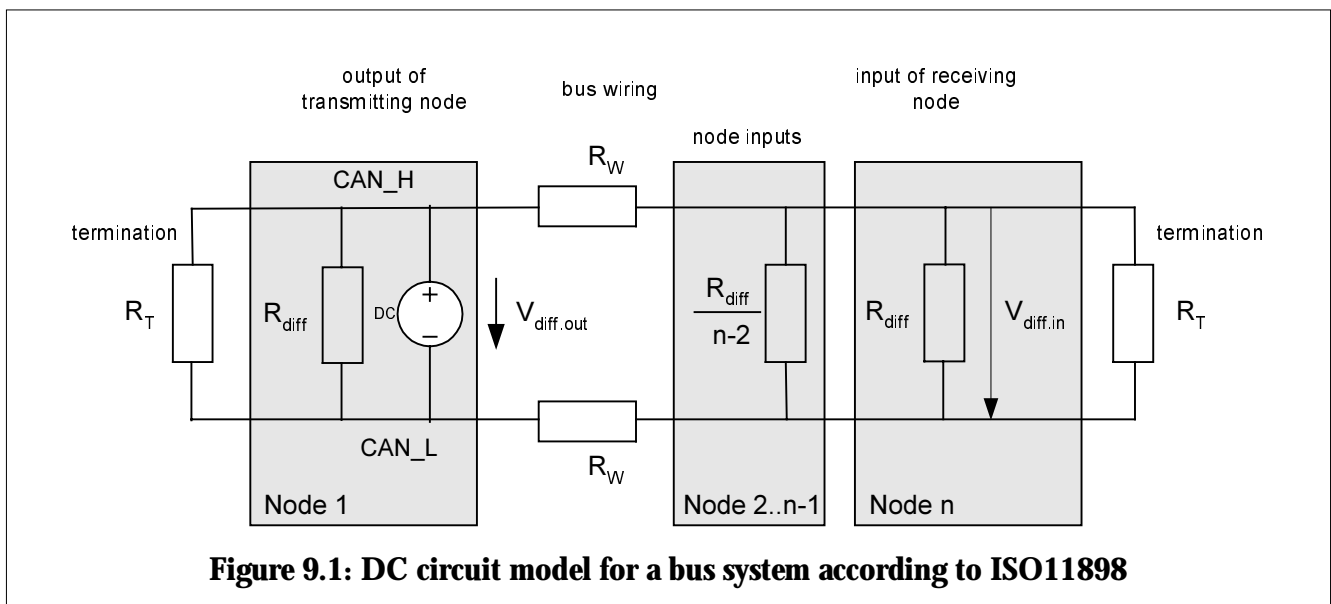 output of
transmitting node
bus wiring
input of receiving
node
node inputs
R_W
CAN_H
termination
termination
R_T
R_diff
DC
+
−
V_diff.out
R_diff
n-2
R_diff
V_diff.in
R_T
CAN_L
R_W
Node 1
Node 2..n-1
Node n
Figure 9.1: DC circuit model for a bus system according to ISO11898